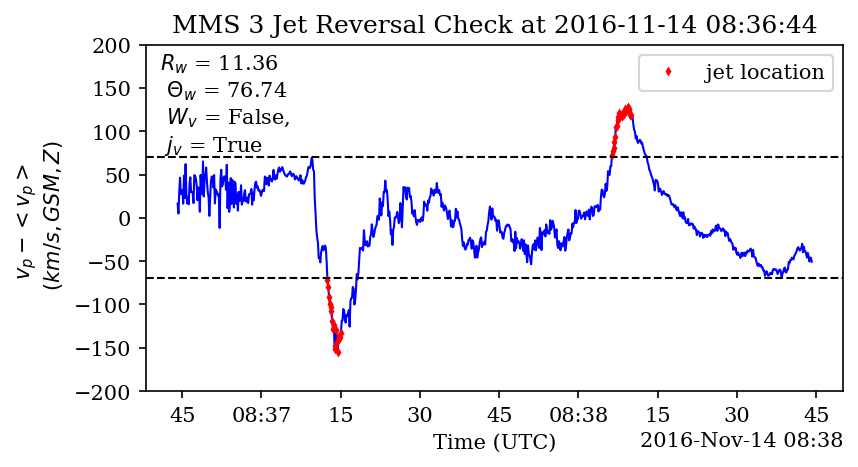 MMS 3 Jet Reversal Check at 2016-11-14 08:36:44
R_w = 11.36
Θ_w = 76.74
W_v = False,
j_v = True
jet location
200
150
100
50
0
−50
−100
−150
−200
v_p − <v_p>
(km/s, GSM, Z)
45 08:37 15 30 45 08:38 15 30 45
Time (UTC)
2016-Nov-14 08:38